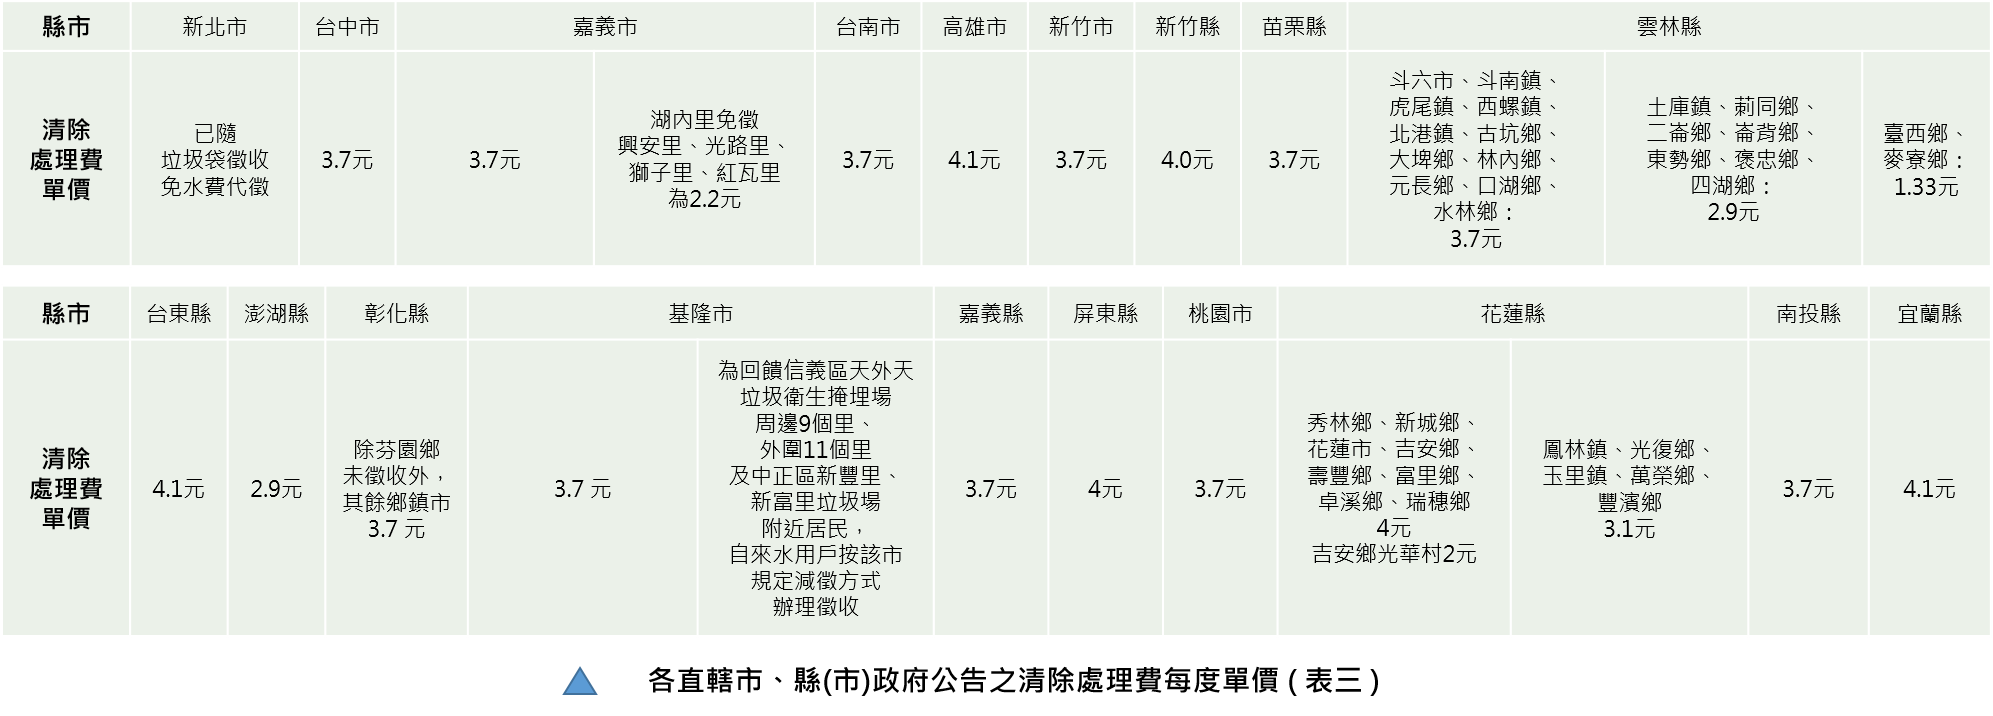 縣市 新北市 台中市 嘉義市 台南市 高雄市 新竹市 新竹縣 苗栗縣 雲林縣
清除
處理費
單價
已隨
垃圾袋徵收
免水費代徵
3.7元
3.7元
湖內里免徵
興安里、光路里、
獅子里、紅瓦里
為2.2元
3.7元
4.1元
3.7元
4.0元
3.7元
斗六市、斗南鎮、
虎尾鎮、西螺鎮、
北港鎮、古坑鄉、
大埤鄉、林內鄉、
元長鄉、口湖鄉、
水林鄉：
3.7元
土庫鎮、莿同鄉、
二崙鄉、崙背鄉、
東勢鄉、褒忠鄉、
四湖鄉：
2.9元
臺西鄉、
麥寮鄉：
1.33元
縣市 台東縣 澎湖縣 彰化縣 基隆市 嘉義縣 屏東縣 桃園市 花蓮縣 南投縣 宜蘭縣
清除
處理費
單價
4.1元
2.9元
除芬園鄉
未徵收外，
其餘鄉鎮市
3.7 元
3.7 元
為回饋信義區天外天
垃圾衛生掩埋場
周邊9個里、
外圍11個里
及中正區新豐里、
新富里垃圾場
附近居民，
自來水用戶按該市
規定減徵方式
辦理徵收
3.7元
4元
3.7元
秀林鄉、新城鄉、
花蓮市、吉安鄉、
壽豐鄉、富里鄉、
卓溪鄉、瑞穗鄉
4元
吉安鄉光華村2元
鳳林鎮、光復鄉、
玉里鎮、萬榮鄉、
豐濱鄉
3.1元
3.7元
4.1元
各直轄市、縣(市)政府公告之清除處理費每度單價 ( 表三 )